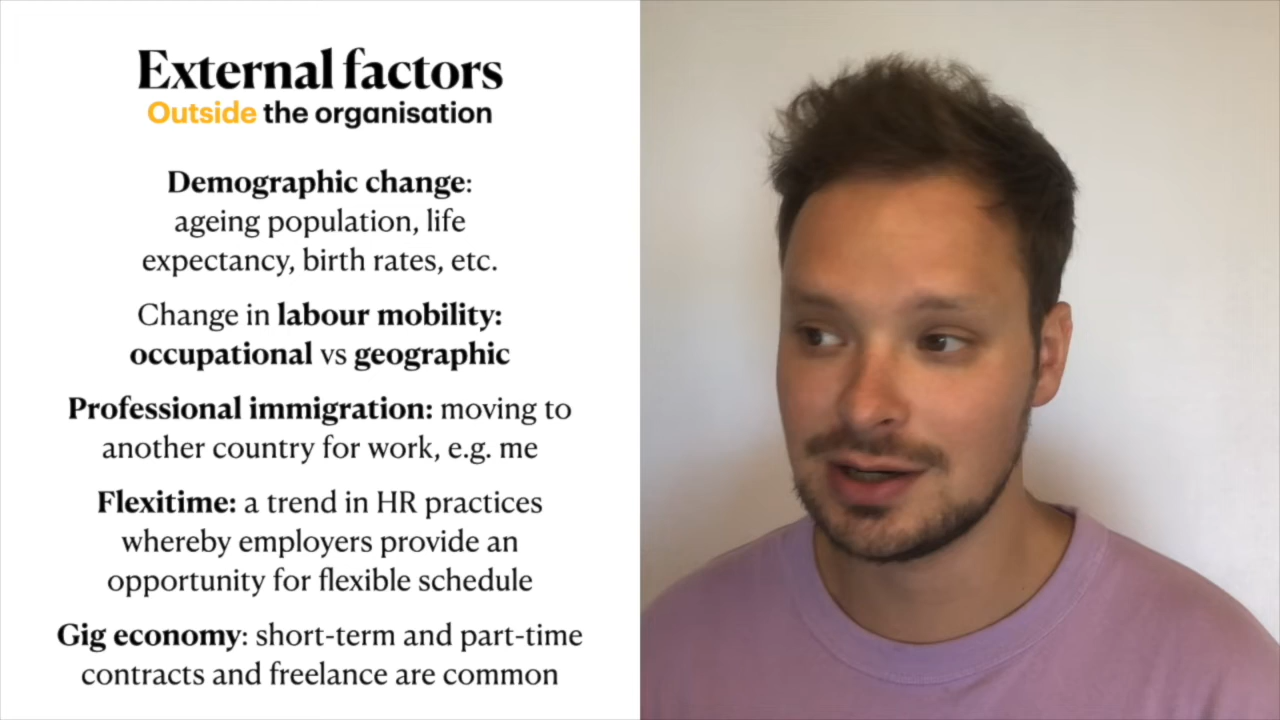 External factors
Outside the organisation
Demographic change:
ageing population, life
expectancy, birth rates, etc.
Change in labour mobility:
occupational vs geographic
Professional immigration: moving to
another country for work, e.g. me
Flexitime: a trend in HR practices
whereby employers provide an
opportunity for flexible schedule
Gig economy: short-term and part-time
contracts and freelance are common